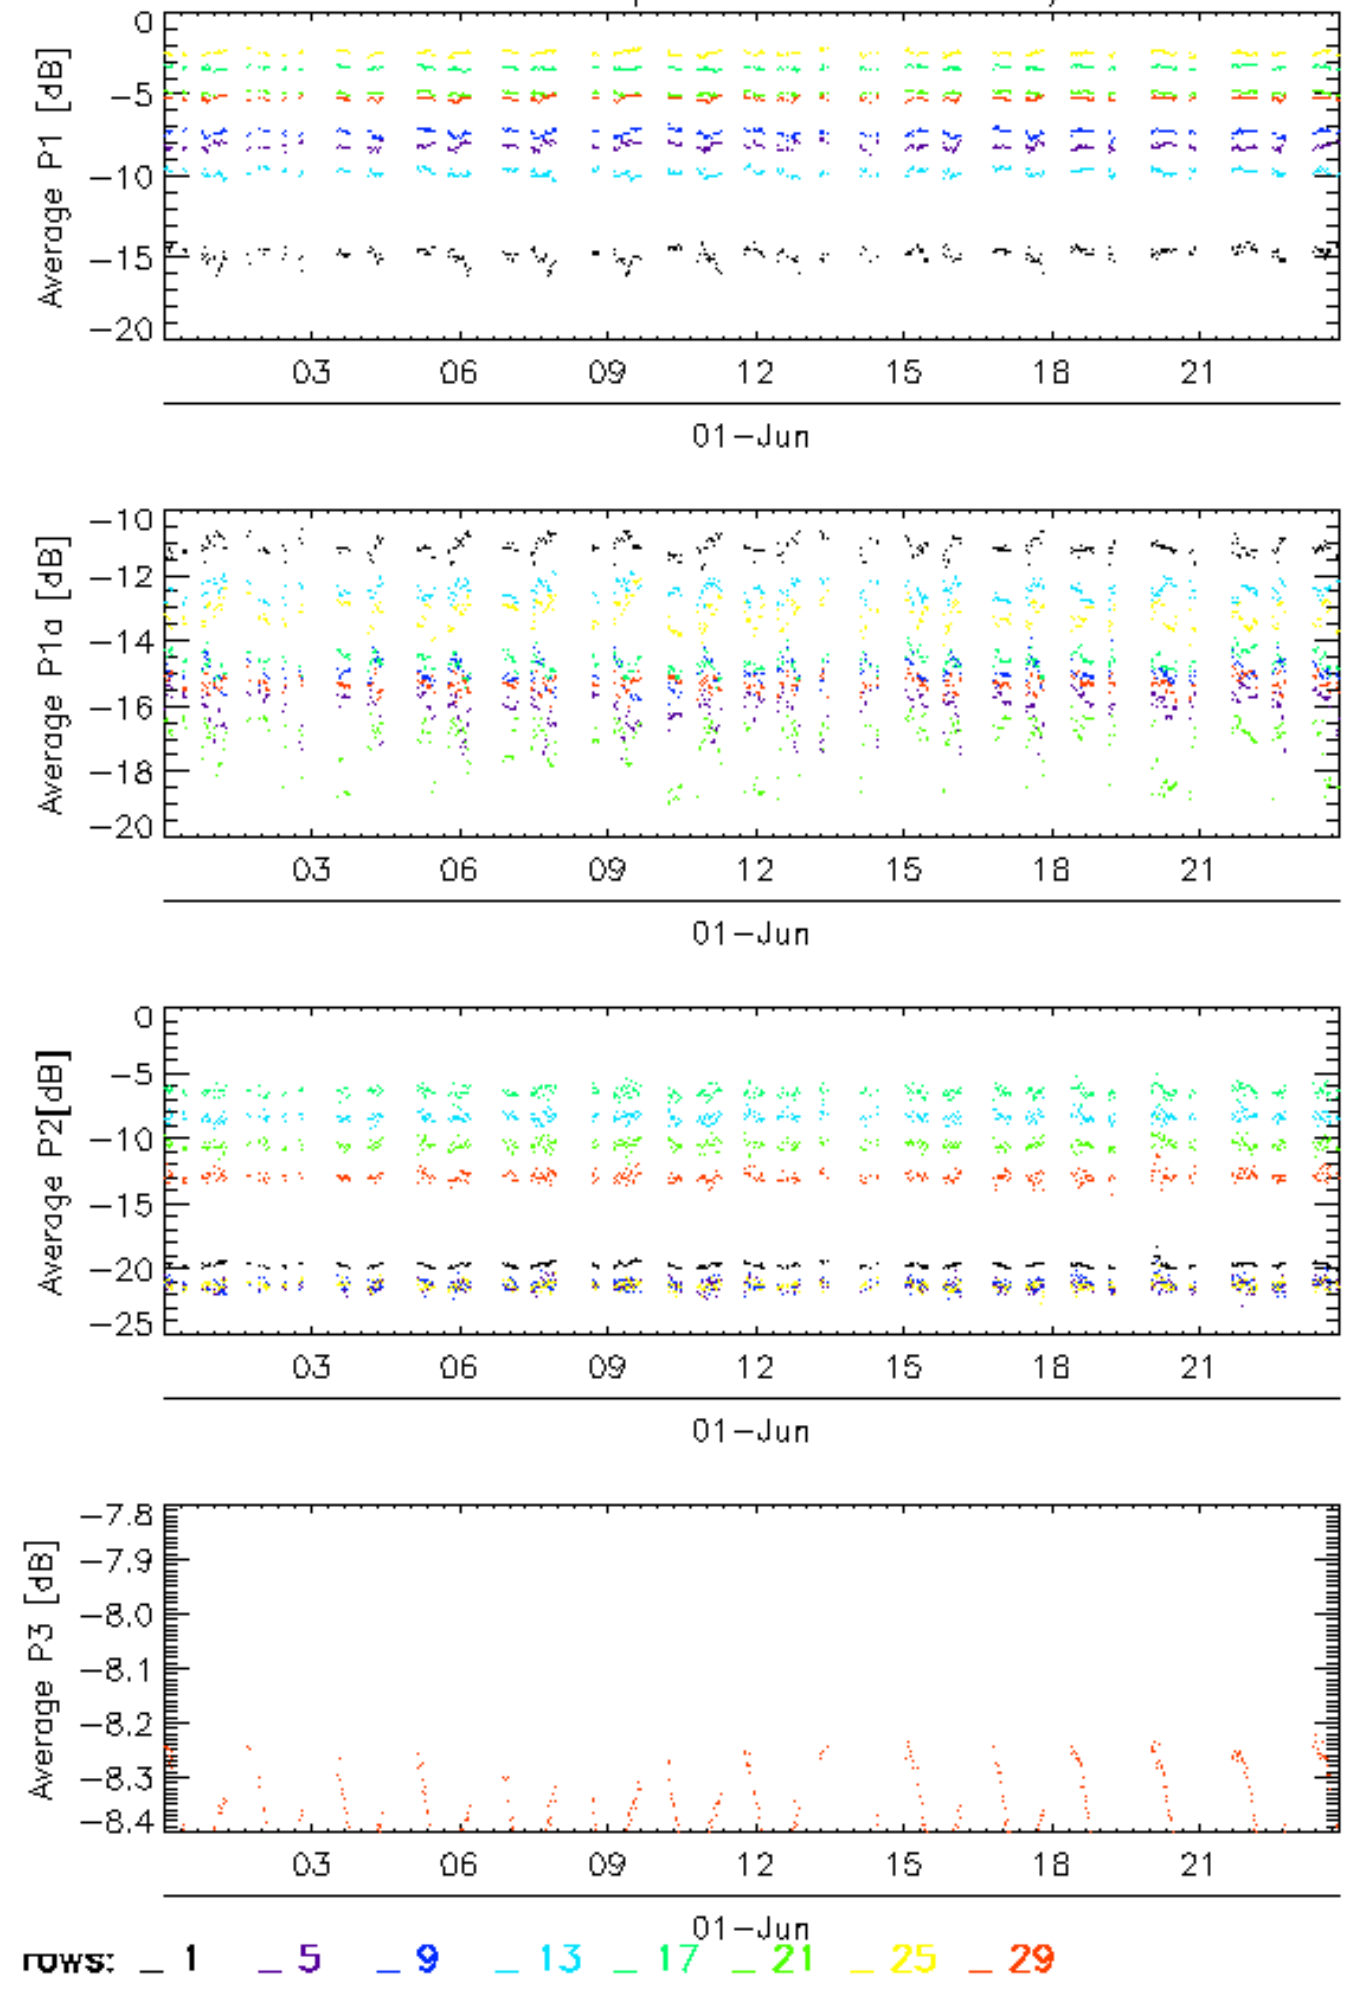 0
−5
−10
−15
−20
Average P1 [dB]
03 06 09 12 15 18 21
01−Jun
−10
−12
−14
−16
−18
−20
Average P1a [dB]
03 06 09 12 15 18 21
01−Jun
0
−5
−10
−15
−20
−25
Average P2[dB]
03 06 09 12 15 18 21
01−Jun
−7.8
−7.9
−8.0
−8.1
−8.2
−8.3
−8.4
Average P3 [dB]
03 06 09 12 15 18 21
01−Jun
rows: _ 1 _ 5 _ 9 _ 13 _ 17 _ 21 _ 25 _ 29